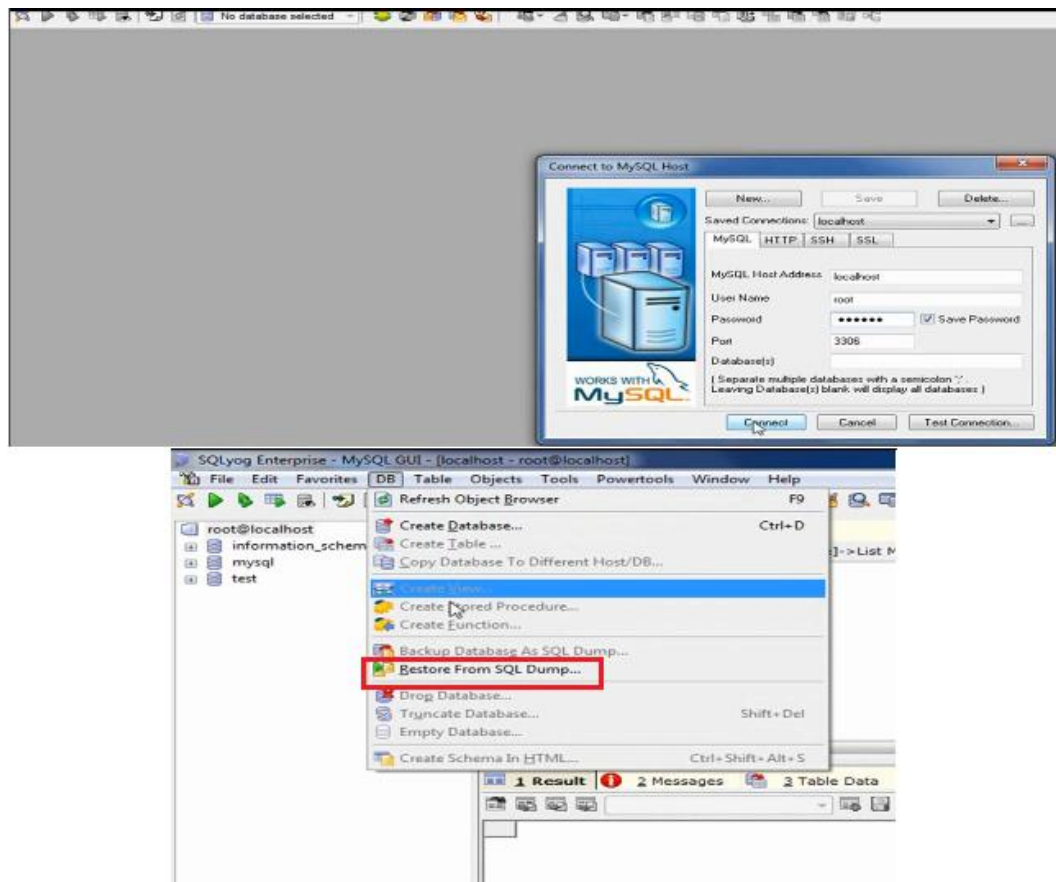 No database selected
Connect to MySQL Host
New... Save Delete...
Saved Connections: localhost ...
MySQL HTTP SSH SSL
MySQL Host Address localhost
User Name root
Password •••••• Save Password
Port 3306
Database(s)
( Separate multiple databases with a semicolon ';' .
Leaving Database(s) blank will display all databases )
WORKS WITH
MySQL
Connect Cancel Test Connection...
SQLyog Enterprise - MySQL GUI - [localhost - root@localhost]
File Edit Favorites DB Table Objects Tools Powertools Window Help
Refresh Object Browser F9
root@localhost
Create Database... Ctrl+D
information_schem
Create Table ...
]->List M
mysql
Copy Database To Different Host/DB...
test
Create View...
Create Stored Procedure...
Create Function...
Backup Database As SQL Dump...
Restore From SQL Dump...
Drop Database...
Truncate Database... Shift+Del
Empty Database...
Create Schema In HTML... Ctrl+Shift+Alt+S
1 Result 2 Messages 3 Table Data